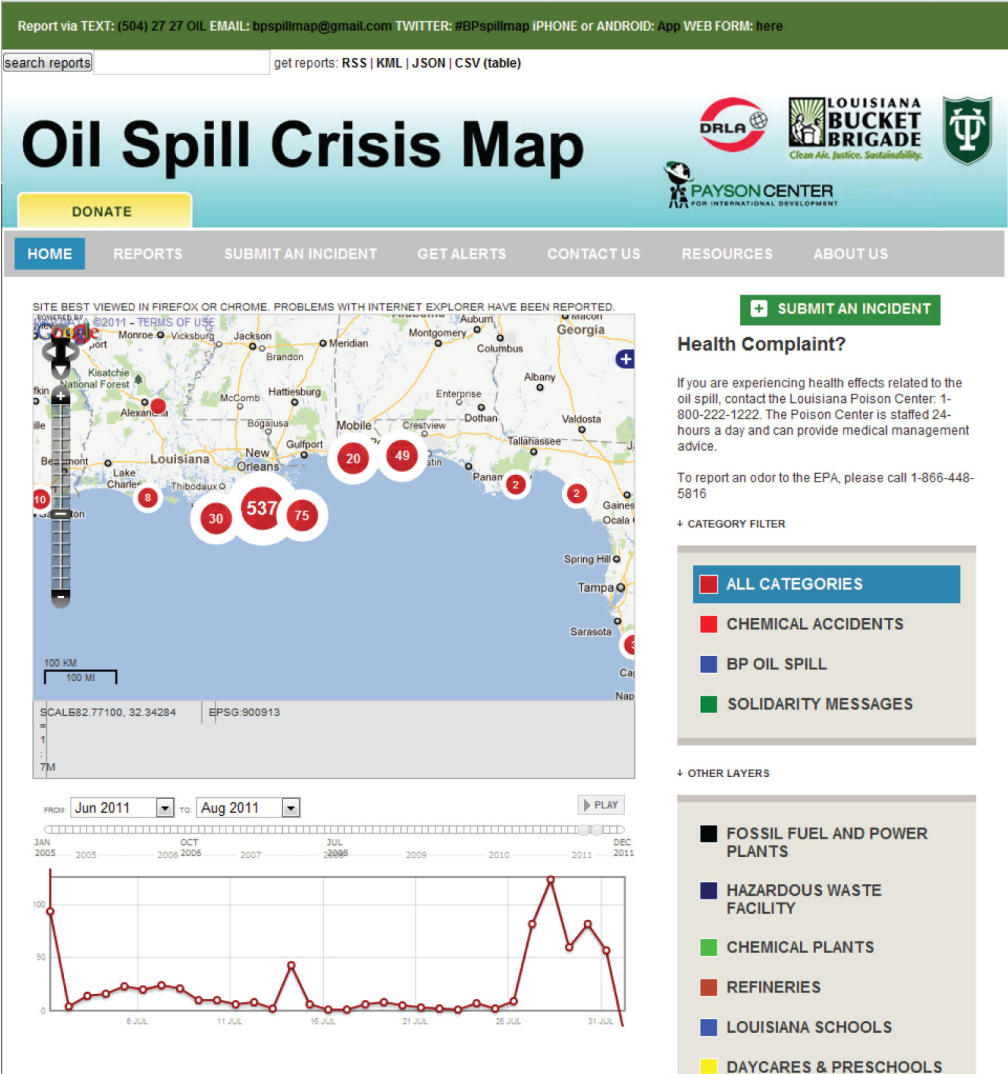 Report via TEXT: (504) 27 27 OIL EMAIL: bpspillmap@gmail.com TWITTER: #BPspillmap iPHONE or ANDROID: App WEB FORM: here
search reports
get reports: RSS | KML | JSON | CSV (table)
Oil Spill Crisis Map
DRLA
LOUISIANA
BUCKET
BRIGADE
Clean Air. Justice. Sustainability.
PAYSON CENTER
FOR INTERNATIONAL DEVELOPMENT
DONATE
HOME
REPORTS
SUBMIT AN INCIDENT
GET ALERTS
CONTACT US
RESOURCES
ABOUT US
SITE BEST VIEWED IN FIREFOX OR CHROME. PROBLEMS WITH INTERNET EXPLORER HAVE BEEN REPORTED.
POWERED BY
Google
©2011 - TERMS OF USE
Monroe
Vicksburg
Jackson
Brandon
Meridian
Alabama
Montgomery
Auburn
Columbus
Macon
Georgia
Kisatchie
National Forest
Albany
McComb
Hattiesburg
Enterprise
Dothan
Valdosta
Bogalusa
Mobile
Crestview
Tallahassee
Gulfport
Louisiana
New
Orleans
Lake
Charles
Thibodaux
20
49
10
8
30
537
75
2
2
Ocala
Spring Hill
Tampa
Sarasota
100 KM
100 MI
SCALE
82.77100, 32.34284
EPSG:900913
=
1
:
7M
FROM: Jun 2011 TO: Aug 2011
PLAY
JAN
2005
OCT
2006
JUL
2008
DEC
2011
2005
2006
2007
2009
2010
2011
100
50
0
6 JUL
11 JUL
16 JUL
21 JUL
26 JUL
31 JUL
SUBMIT AN INCIDENT
Health Complaint?
If you are experiencing health effects related to the
oil spill, contact the Louisiana Poison Center: 1-
800-222-1222. The Poison Center is staffed 24-
hours a day and can provide medical management
advice.
To report an odor to the EPA, please call 1-866-448-
5816
↓ CATEGORY FILTER
ALL CATEGORIES
CHEMICAL ACCIDENTS
BP OIL SPILL
SOLIDARITY MESSAGES
↓ OTHER LAYERS
FOSSIL FUEL AND POWER
PLANTS
HAZARDOUS WASTE
FACILITY
CHEMICAL PLANTS
REFINERIES
LOUISIANA SCHOOLS
DAYCARES & PRESCHOOLS